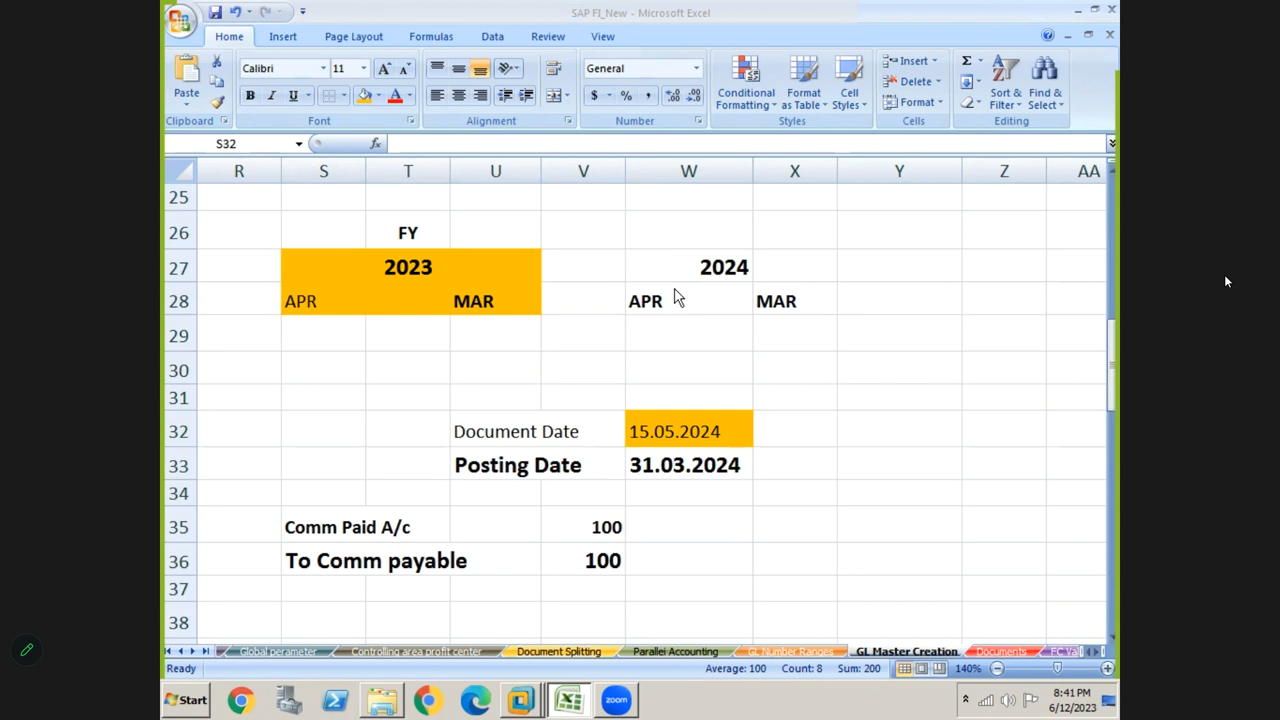 SAP FI_New - Microsoft Excel
Home Insert Page Layout Formulas Data Review View
Paste
Clipboard
Calibri 11
B I U
Font
Alignment
General
$ % ,
Number
Conditional Formatting
Format as Table
Cell Styles
Styles
Insert
Delete
Format
Cells
Σ
Sort & Filter
Find & Select
Editing
S32 fx
R S T U V W X Y Z AA
25
26 FY
27 2023 2024
28 APR MAR APR MAR
29
30
31
32 Document Date 15.05.2024
33 Posting Date 31.03.2024
34
35 Comm Paid A/c 100
36 To Comm payable 100
37
38
Global perameter Controlling area profit center Document Splitting Parallel Accounting GL Number Ranges GL Master Creation Documents FC Va
Ready Average: 100 Count: 8 Sum: 200 140%
Start zoom 8:41 PM
6/12/2023